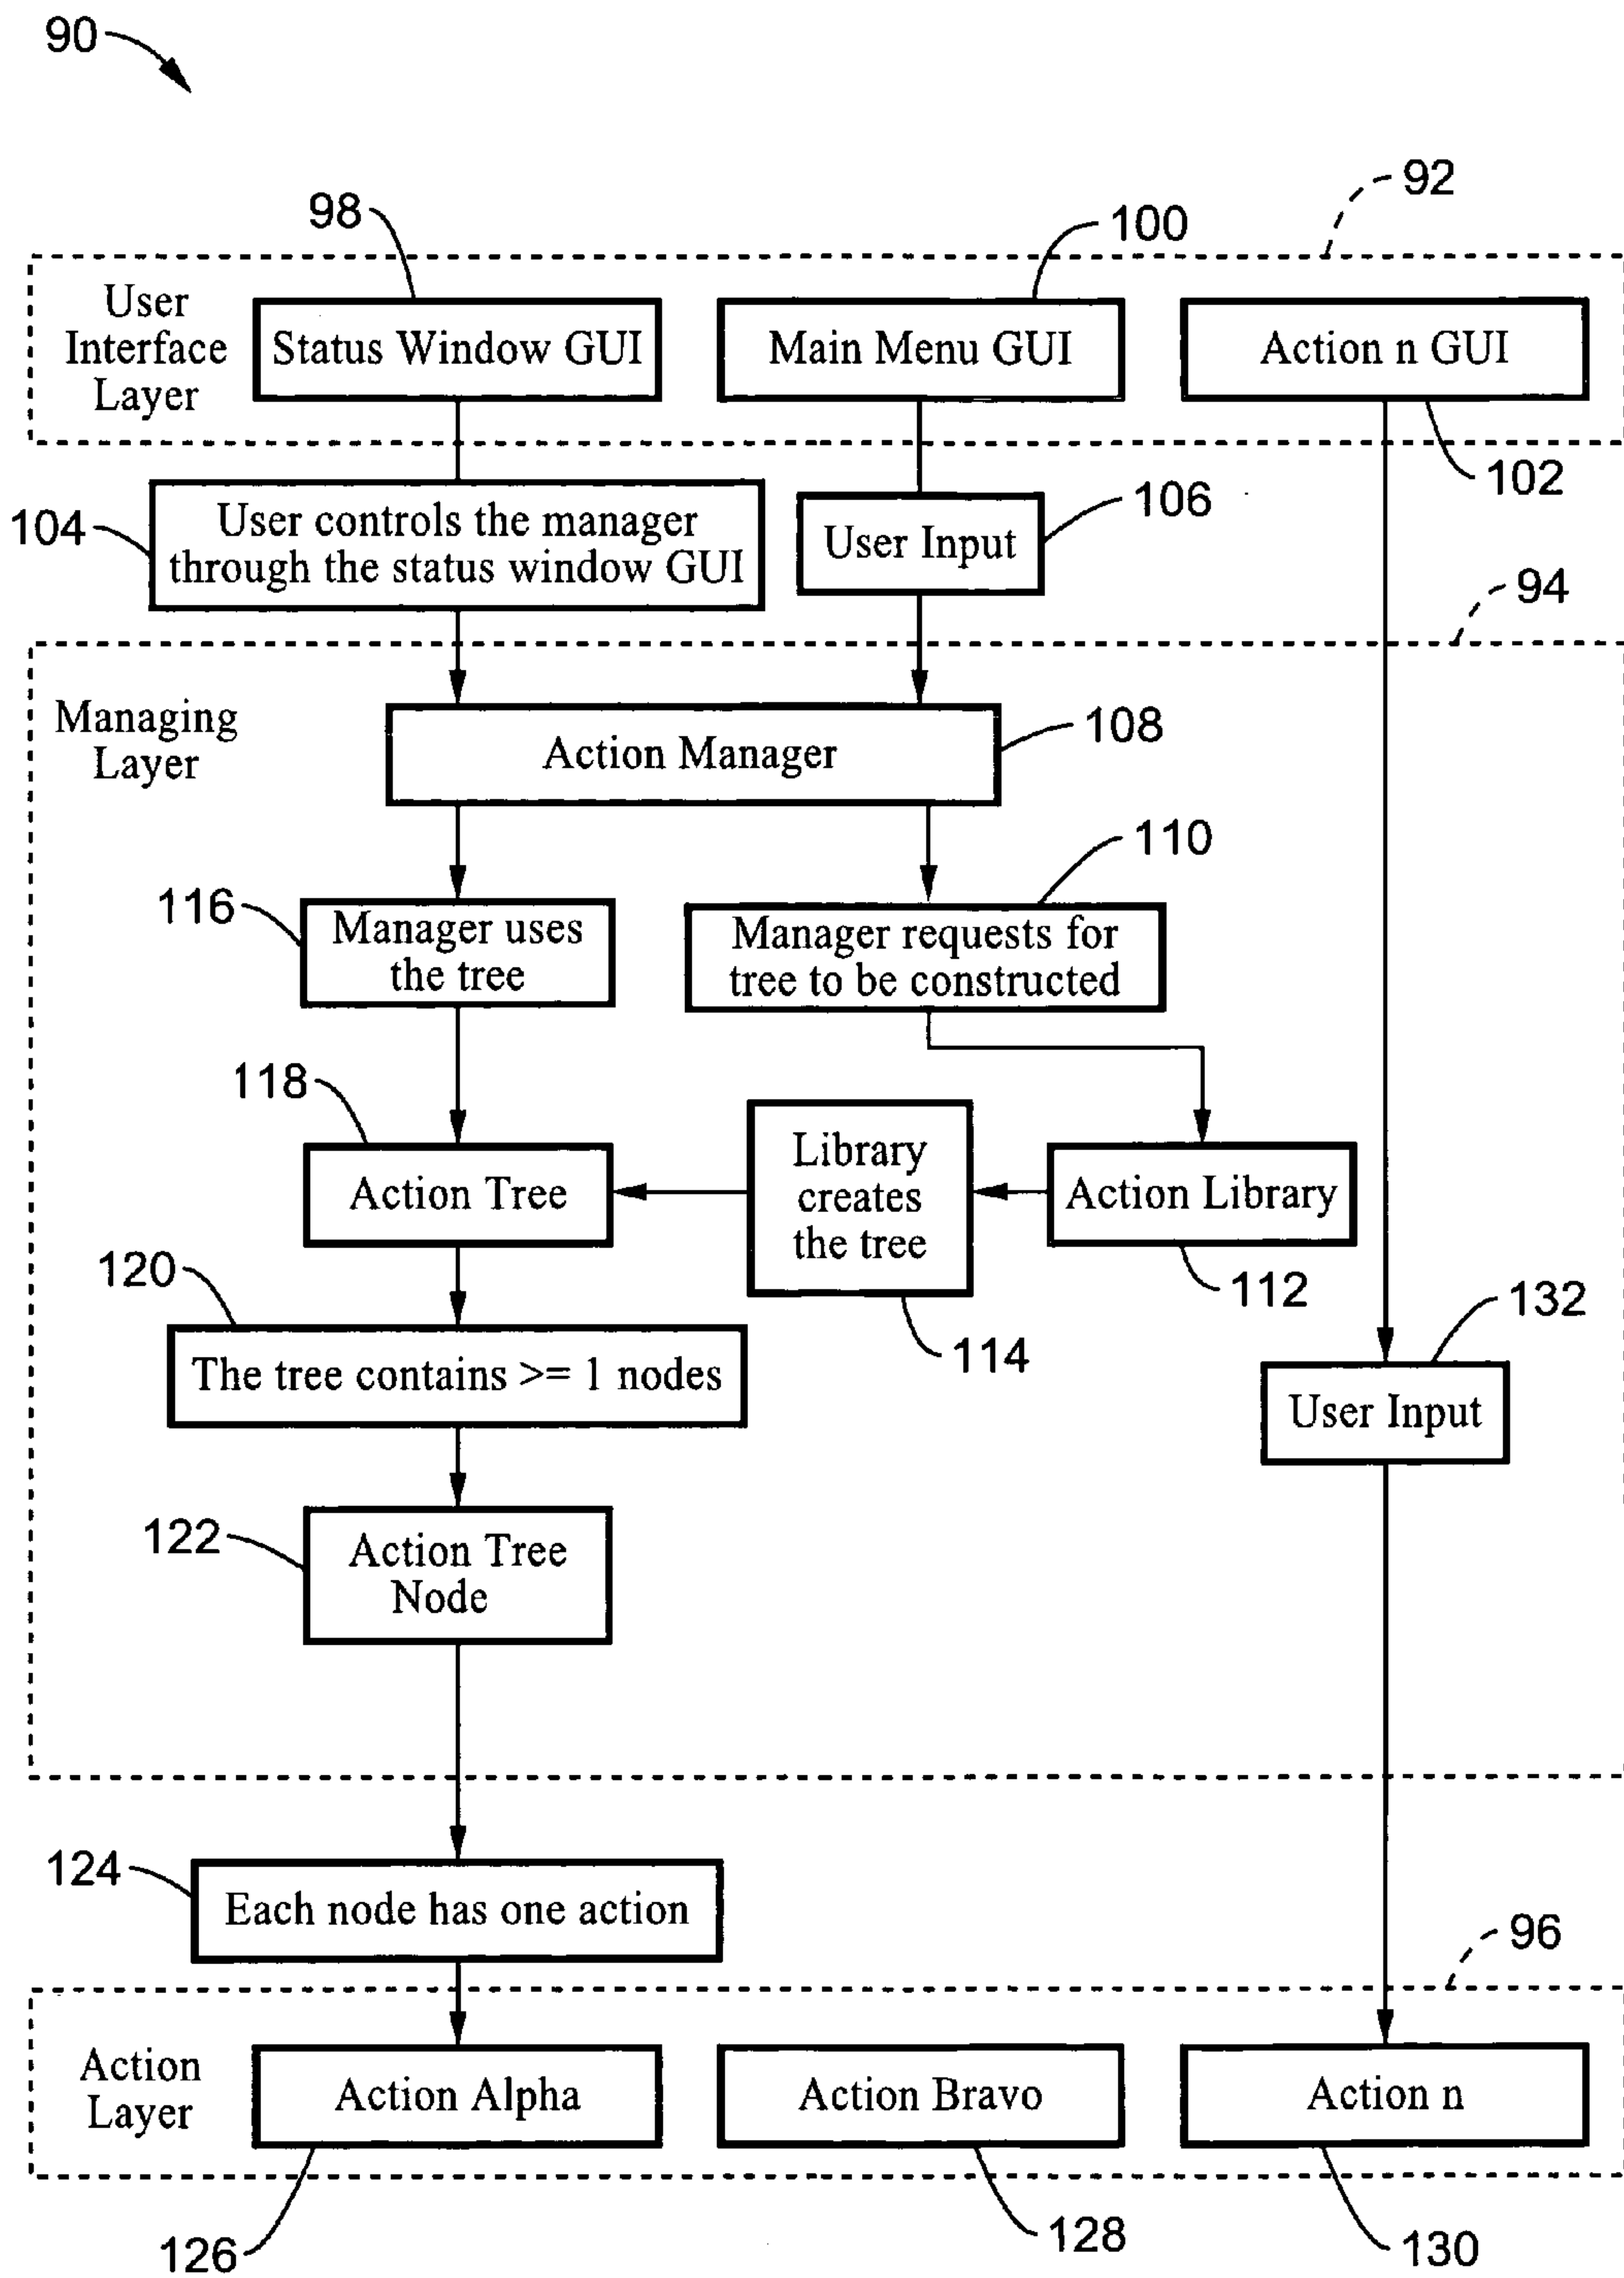 90
92
98
100
User
Interface
Layer
Status Window GUI
Main Menu GUI
Action n GUI
102
104
User controls the manager
through the status window GUI
106
User Input
94
Managing
Layer
Action Manager
108
110
116
Manager uses
the tree
Manager requests for
tree to be constructed
118
Action Tree
Library
creates
the tree
Action Library
112
114
120
The tree contains >= 1 nodes
132
User Input
122
Action Tree
Node
124
Each node has one action
96
Action
Layer
Action Alpha
Action Bravo
Action n
126
128
130